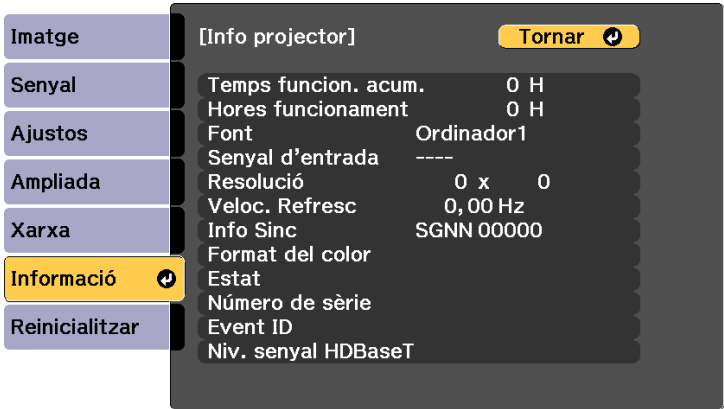 Imatge
Senyal
Ajustos
Ampliada
Xarxa
Informació
Reinicialitzar
[Info projector]
Tornar
Temps funcion. acum. 0 H
Hores funcionament 0 H
Font Ordinador1
Senyal d’entrada ----
Resolució 0 x 0
Veloc. Refresc 0,00 Hz
Info Sinc SGNN 00000
Format del color
Estat
Número de sèrie
Event ID
Niv. senyal HDBaseT